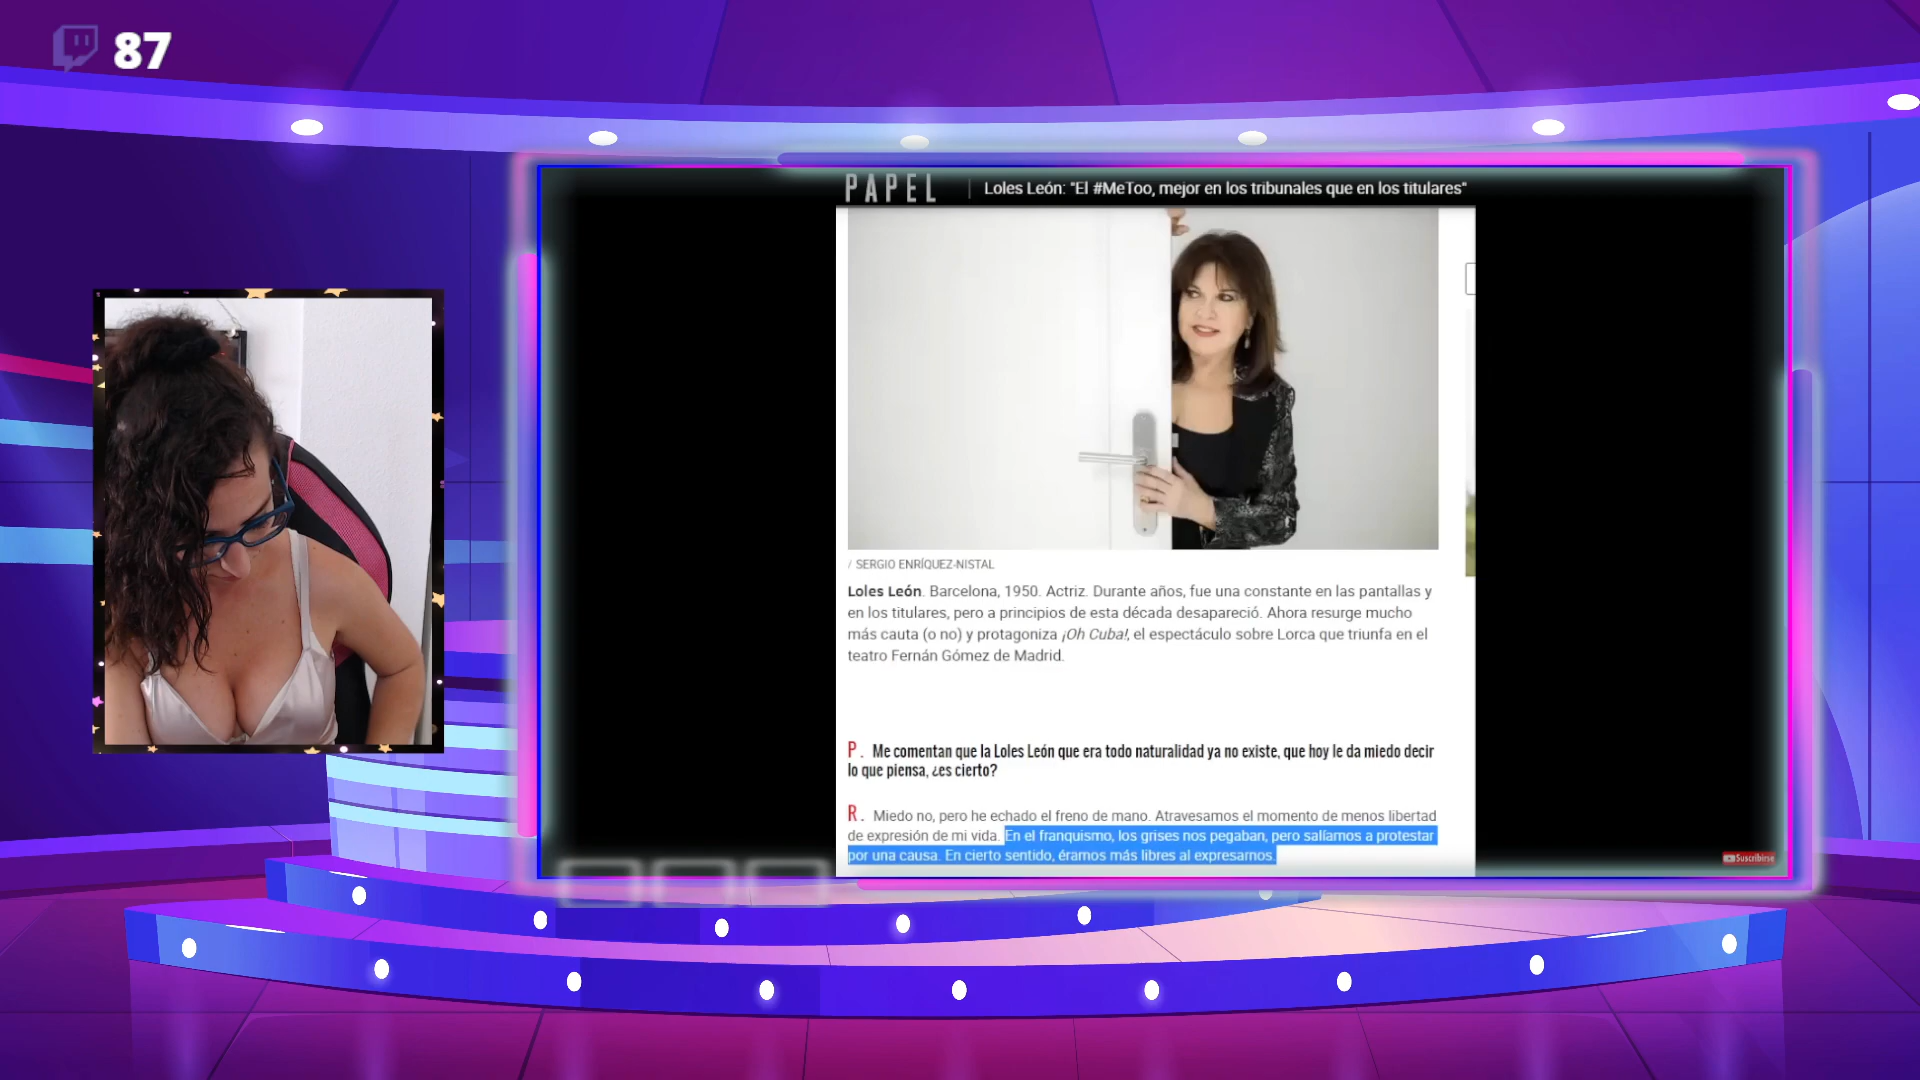 87
PAPEL
Loles León: "El #MeToo, mejor en los tribunales que en los titulares"
/ SERGIO ENRÍQUEZ-NISTAL
Loles León. Barcelona, 1950. Actriz. Durante años, fue una constante en las pantallas y
en los titulares, pero a principios de esta década desapareció. Ahora resurge mucho
más cauta (o no) y protagoniza ¡Oh Cuba!, el espectáculo sobre Lorca que triunfa en el
teatro Fernán Gómez de Madrid.
P. Me comentan que la Loles León que era todo naturalidad ya no existe, que hoy le da miedo decir
lo que piensa, ¿es cierto?
R. Miedo no, pero he echado el freno de mano. Atravesamos el momento de menos libertad
de expresión de mi vida. En el franquismo, los grises nos pegaban, pero salíamos a protestar
por una causa. En cierto sentido, éramos más libres al expresarnos.
Suscribirse